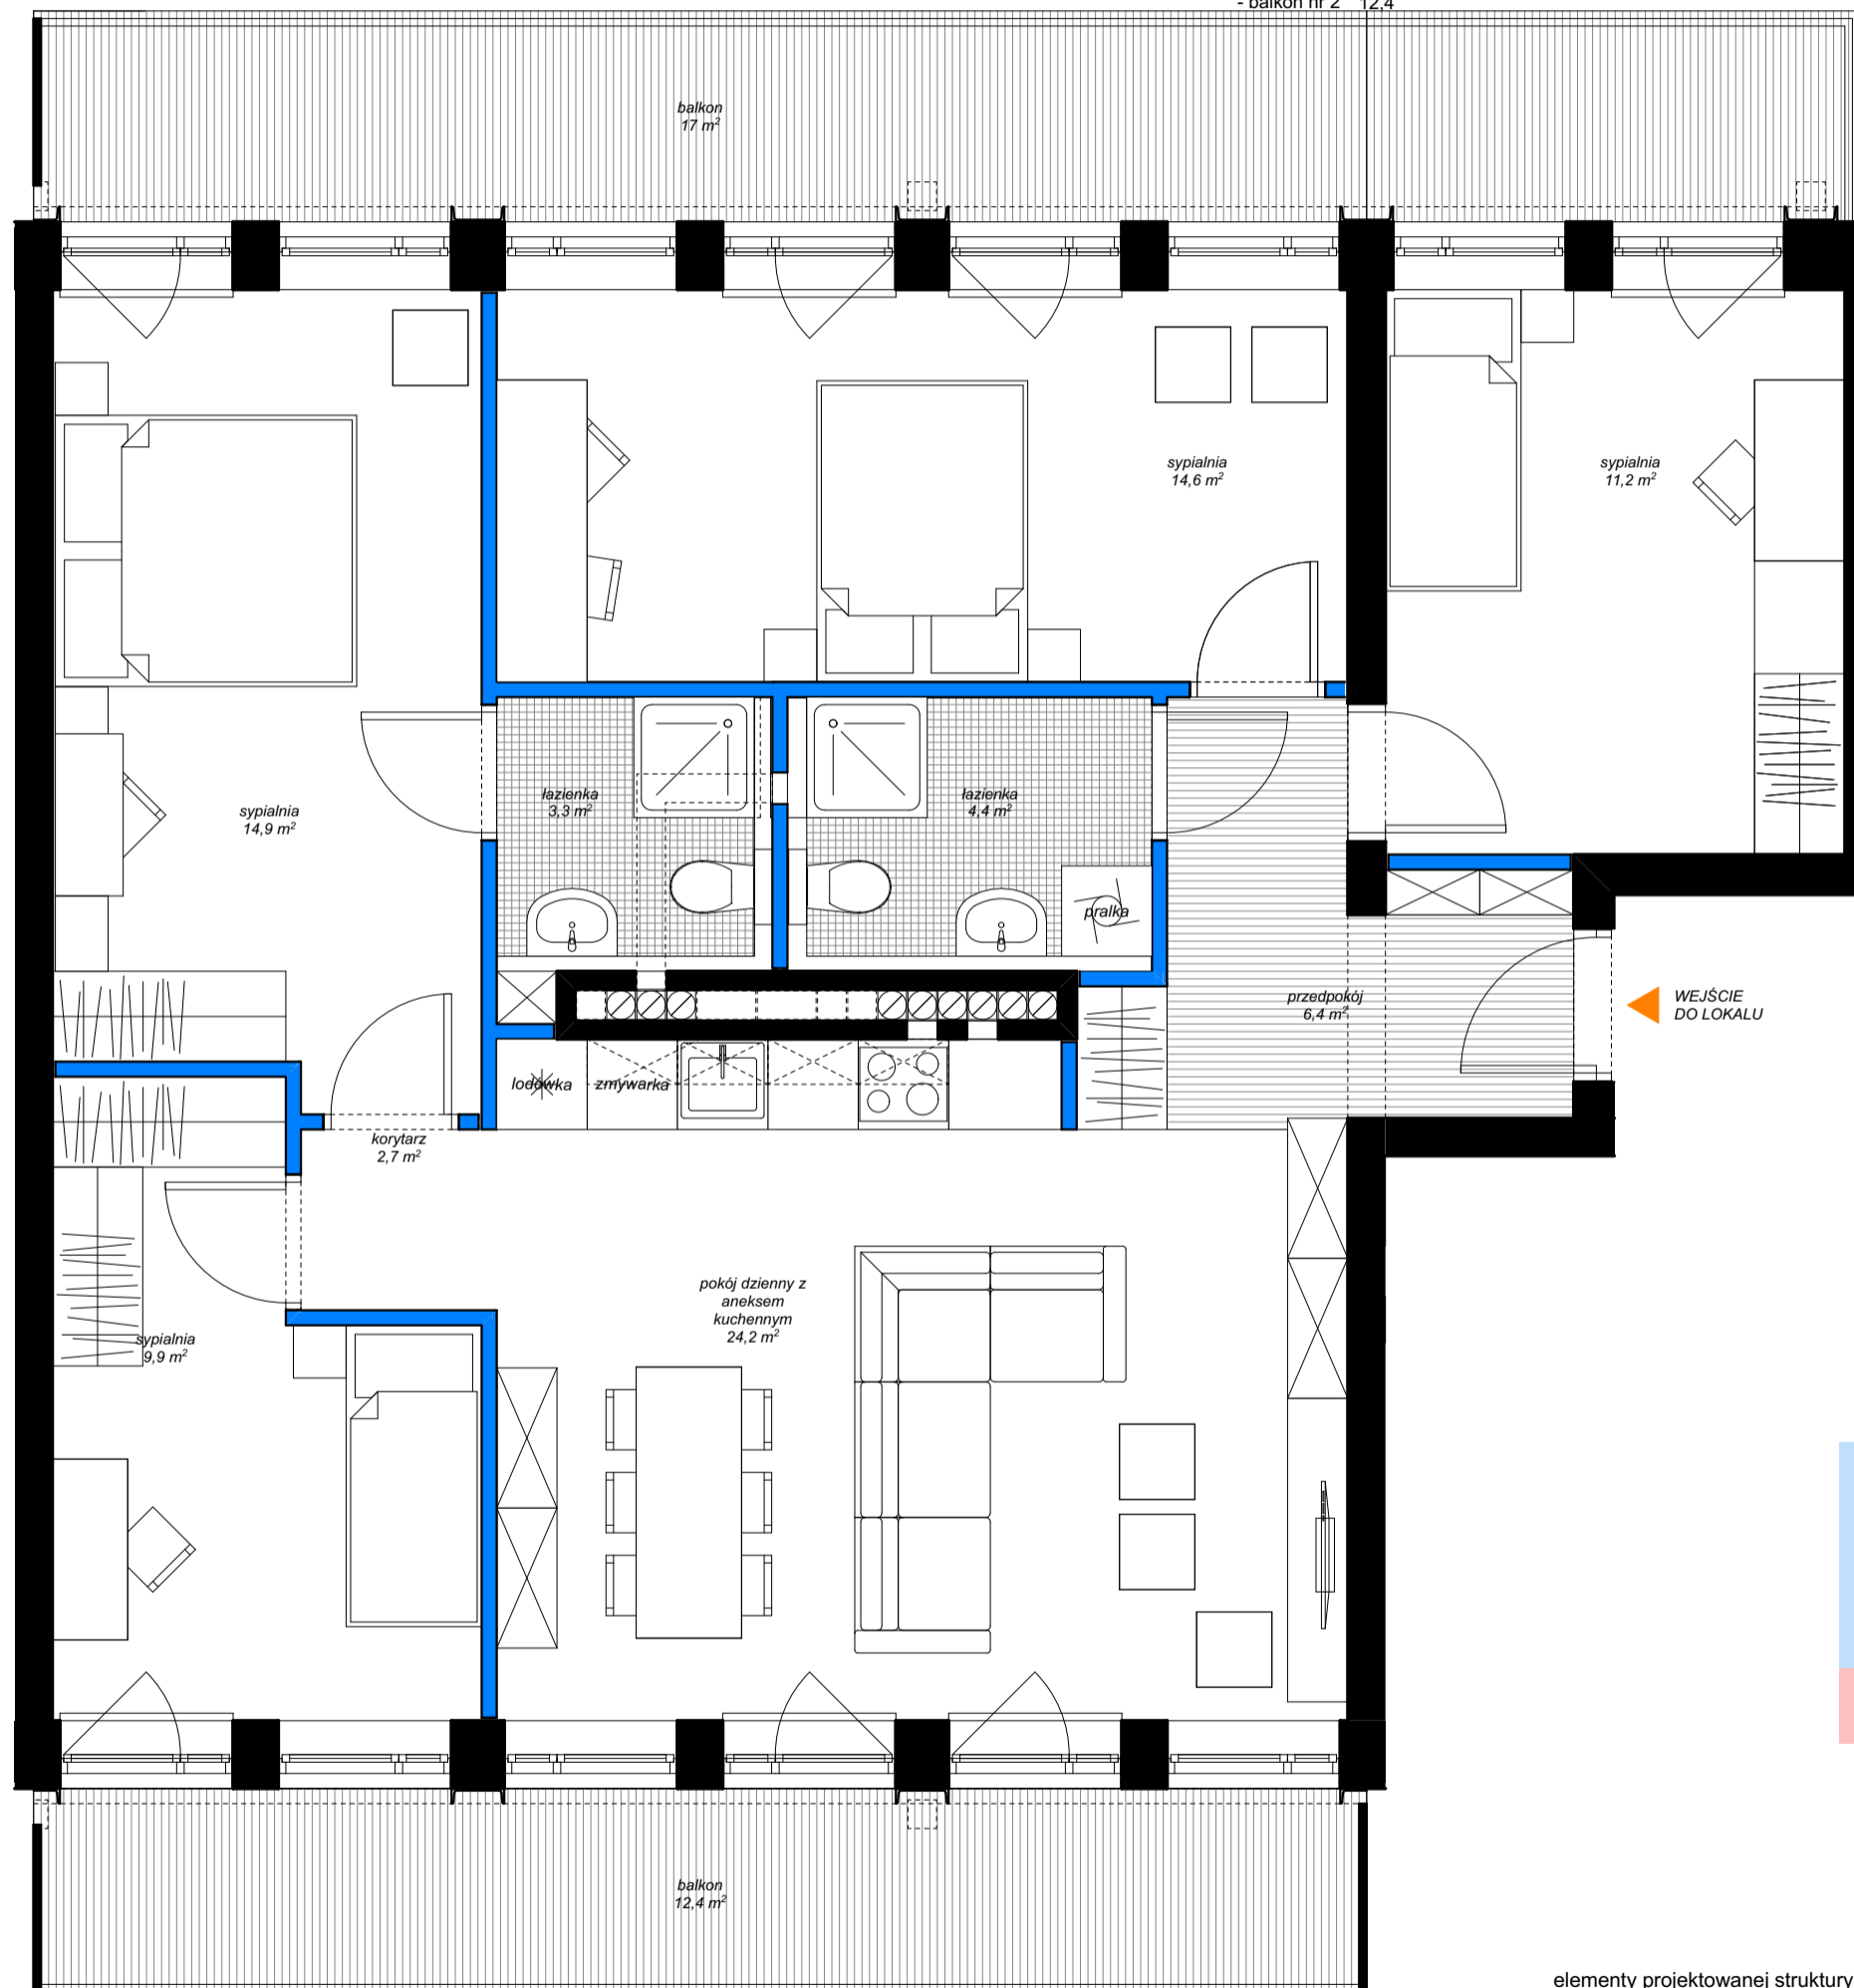 - balkon nr 2 12,4
balkon
17 m²
sypialnia
14,6 m²
sypialnia
11,2 m²
sypialnia
14,9 m²
łazienka
3,3 m²
łazienka
4,4 m²
pralka
przedpokój
6,4 m²
WEJŚCIE
DO LOKALU
lodówka
zmywarka
korytarz
2,7 m²
pokój dzienny z
aneksem
kuchennym
24,2 m²
sypialnia
9,9 m²
balkon
12,4 m²
elementy projektowanej struktury